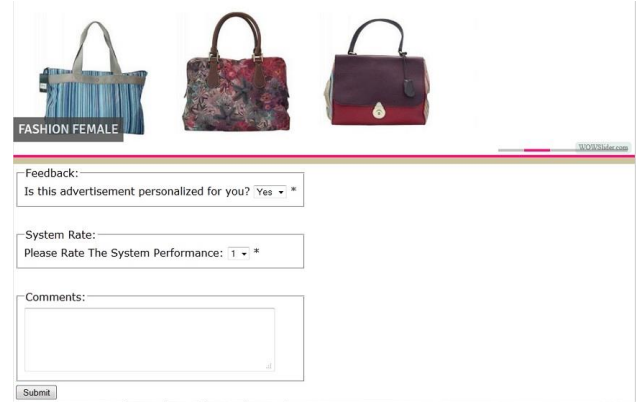 FASHION FEMALE
WOWSlider.com
Feedback:
Is this advertisement personalized for you? Yes *
System Rate:
Please Rate The System Performance: 1 *
Comments:
Submit